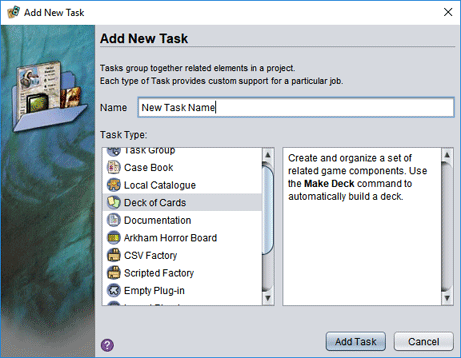 Add New Task
Add New Task
Tasks group together related elements in a project.
Each type of Task provides custom support for a particular job.
Name New Task Name
Task Type:
Task Group
Case Book
Local Catalogue
Deck of Cards
Documentation
Arkham Horror Board
CSV Factory
Scripted Factory
Empty Plug-in
Create and organize a set of
related game components. Use
the Make Deck command to
automatically build a deck.
Add Task Cancel